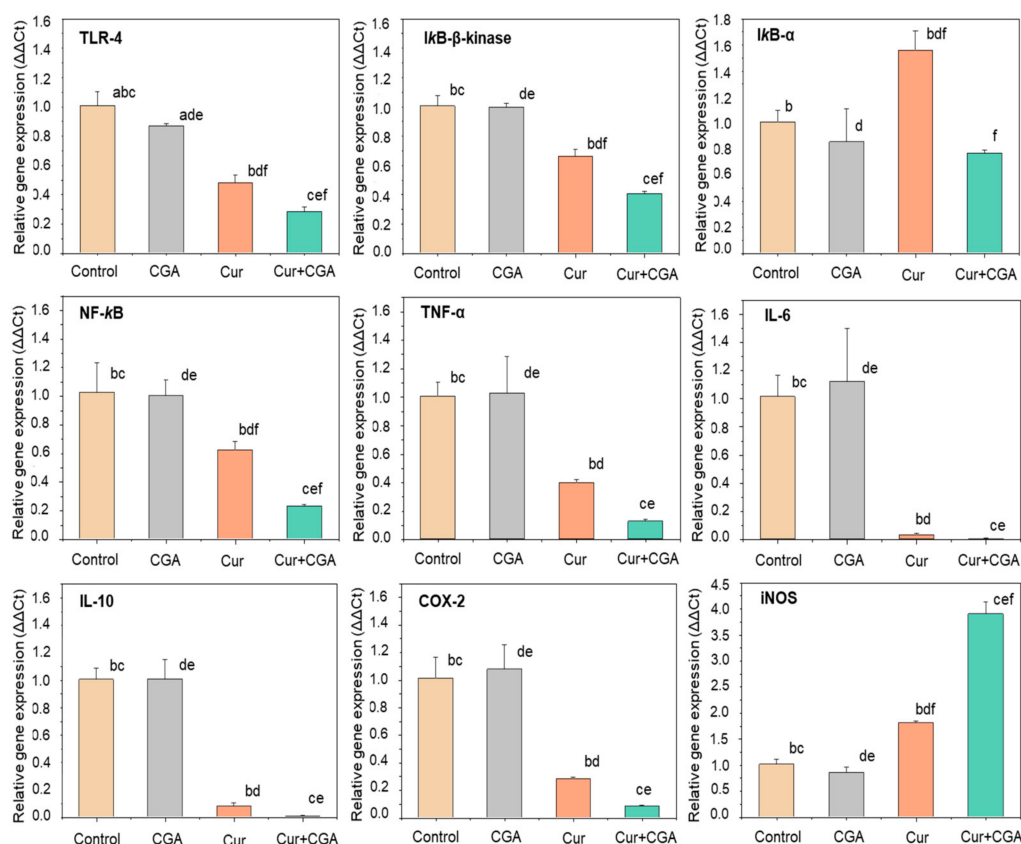 Relative gene expression (ΔΔCt)
TLR-4
1.6
1.4
1.2
1.0
0.8
0.6
0.4
0.2
0.0
abc
ade
bdf
cef
Control CGA Cur Cur+CGA
Relative gene expression (ΔΔCt)
IkB-β-kinase
1.6
1.4
1.2
1.0
0.8
0.6
0.4
0.2
0.0
bc
de
bdf
cef
Control CGA Cur Cur+CGA
Relative gene expression (ΔΔCt)
IkB-α
1.8
1.6
1.4
1.2
1.0
0.8
0.6
0.4
0.2
0.0
b
d
bdf
f
Control CGA Cur Cur+CGA
Relative gene expression (ΔΔCt)
NF-kB
1.6
1.4
1.2
1.0
0.8
0.6
0.4
0.2
0.0
bc
de
bdf
cef
Control CGA Cur Cur+CGA
Relative gene expression (ΔΔCt)
TNF-α
1.6
1.4
1.2
1.0
0.8
0.6
0.4
0.2
0.0
bc
de
bd
ce
Control CGA Cur Cur+CGA
Relative gene expression (ΔΔCt)
IL-6
1.6
1.4
1.2
1.0
0.8
0.6
0.4
0.2
0.0
bc
de
bd
ce
Control CGA Cur Cur+CGA
Relative gene expression (ΔΔCt)
IL-10
1.6
1.4
1.2
1.0
0.8
0.6
0.4
0.2
0.0
bc
de
bd
ce
Control CGA Cur Cur+CGA
Relative gene expression (ΔΔCt)
COX-2
1.6
1.4
1.2
1.0
0.8
0.6
0.4
0.2
0.0
bc
de
bd
ce
Control CGA Cur Cur+CGA
Relative gene expression (ΔΔCt)
iNOS
4.5
4.0
3.5
3.0
2.5
2.0
1.5
1.0
0.5
0.0
bc
de
bdf
cef
Control CGA Cur Cur+CGA